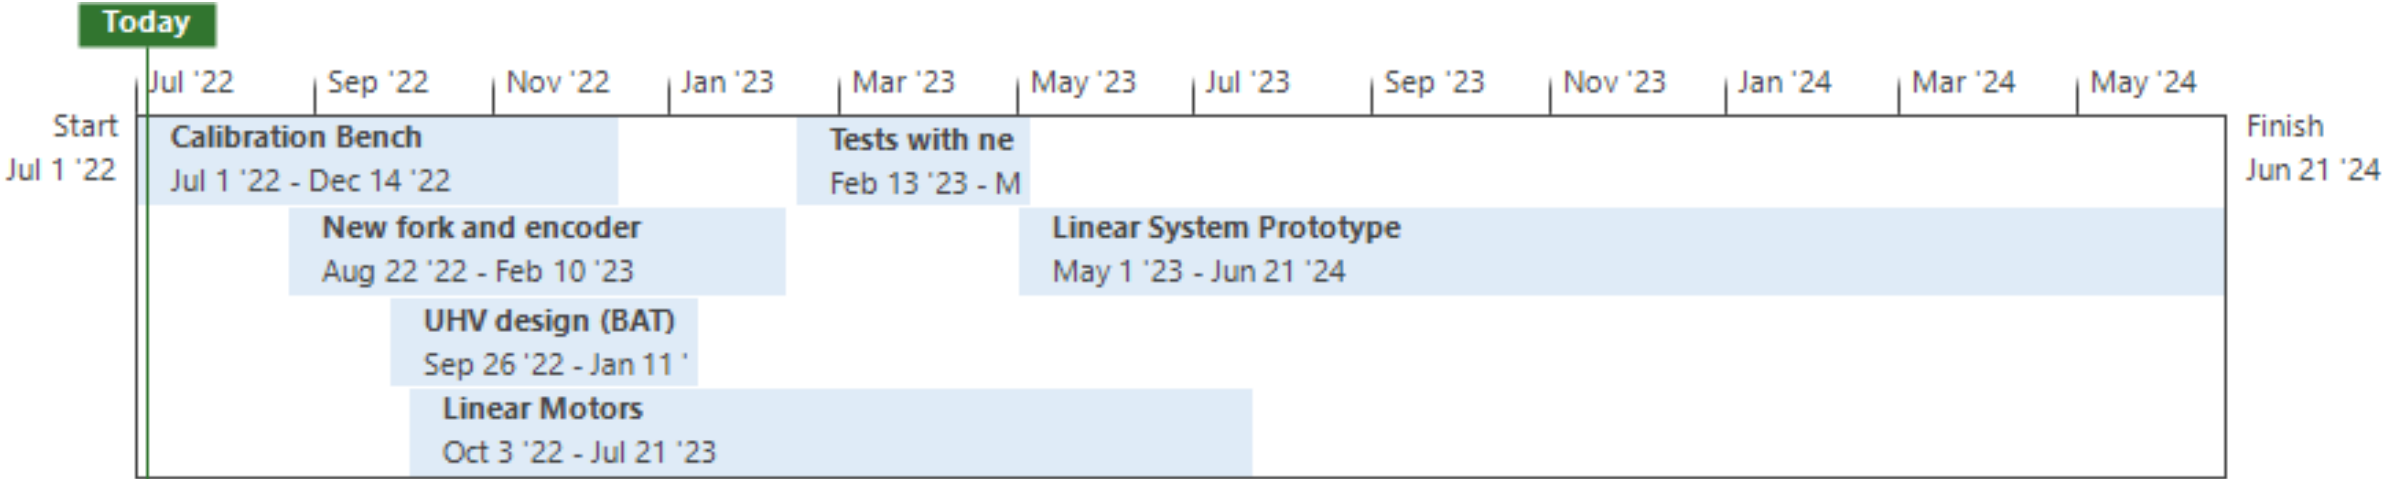 Today
Jul '22 Sep '22 Nov '22 Jan '23 Mar '23 May '23 Jul '23 Sep '23 Nov '23 Jan '24 Mar '24 May '24
Start
Jul 1 '22
Finish
Jun 21 '24
Calibration Bench
Jul 1 '22 - Dec 14 '22
Tests with ne
Feb 13 '23 - M
New fork and encoder
Aug 22 '22 - Feb 10 '23
Linear System Prototype
May 1 '23 - Jun 21 '24
UHV design (BAT)
Sep 26 '22 - Jan 11 '
Linear Motors
Oct 3 '22 - Jul 21 '23